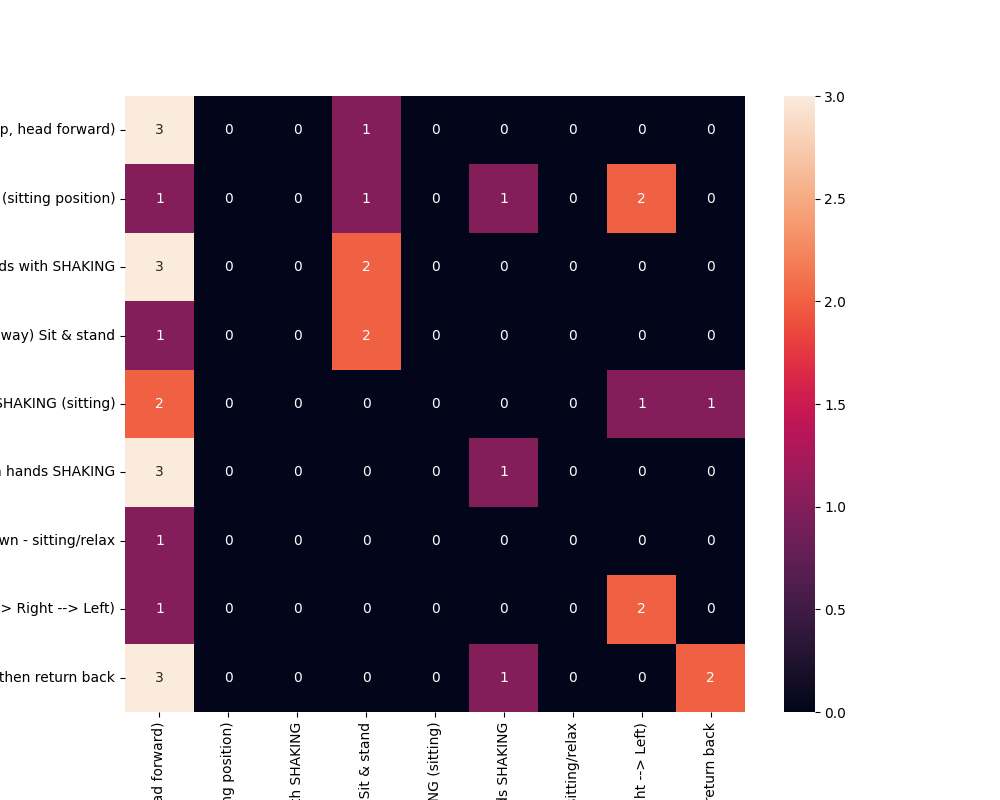 p, head forward) 3 0 0 1 0 0 0 0 0
(sitting position) 1 0 0 1 0 1 0 2 0
ds with SHAKING 3 0 0 2 0 0 0 0 0
way) Sit & stand 1 0 0 2 0 0 0 0 0
SHAKING (sitting) 2 0 0 0 0 0 0 1 1
hands SHAKING 3 0 0 0 0 1 0 0 0
wn - sitting/relax 1 0 0 0 0 0 0 0 0
> Right --> Left) 1 0 0 0 0 0 0 2 0
then return back 3 0 0 0 0 1 0 0 2
ad forward)
ng position)
th SHAKING
Sit & stand
NG (sitting)
ds SHAKING
sitting/relax
ht --> Left)
return back
3.0
2.5
2.0
1.5
1.0
0.5
0.0